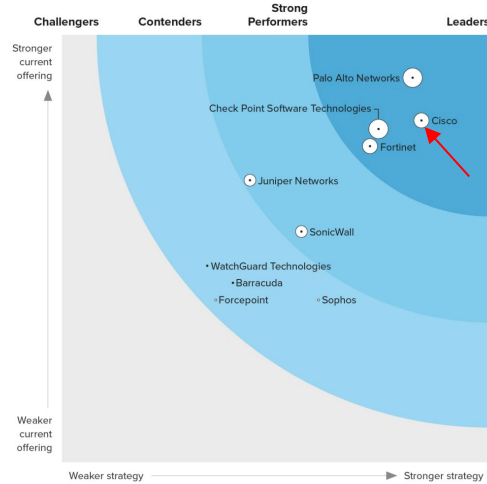 Challengers
Contenders
Strong
Performers
Leaders
Stronger
current
offering
Palo Alto Networks
Check Point Software Technologies
Cisco
Fortinet
Juniper Networks
SonicWall
WatchGuard Technologies
Barracuda
Forcepoint
Sophos
Weaker
current
offering
Weaker strategy
Stronger strategy